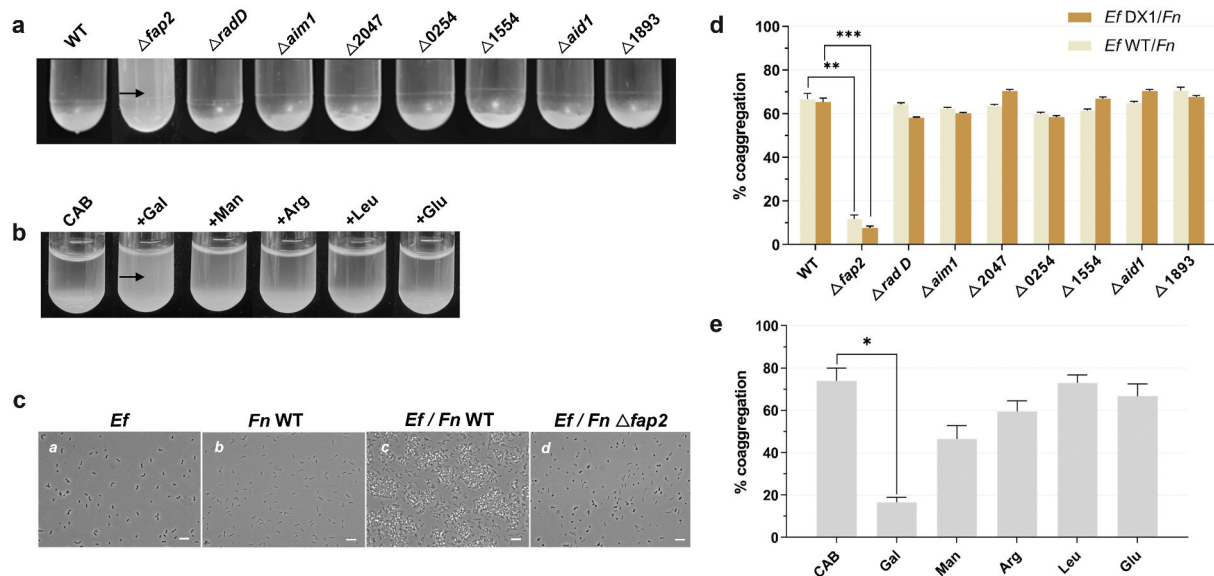 a
WT
△fap2
△radD
△aim1
△2047
△0254
△1554
△aid1
△1893
b
CAB
+Gal
+Man
+Arg
+Leu
+Glu
c
Ef
Fn WT
Ef / Fn WT
Ef / Fn △fap2
a
b
c
d
d
Ef DX1/Fn
Ef WT/Fn
***
**
% coaggregation
100
80
60
40
20
0
WT
△fap2
△rad D
△aim1
△2047
△0254
△1554
△aid1
△1893
e
*
% coaggregation
100
80
60
40
20
0
CAB
Gal
Man
Arg
Leu
Glu